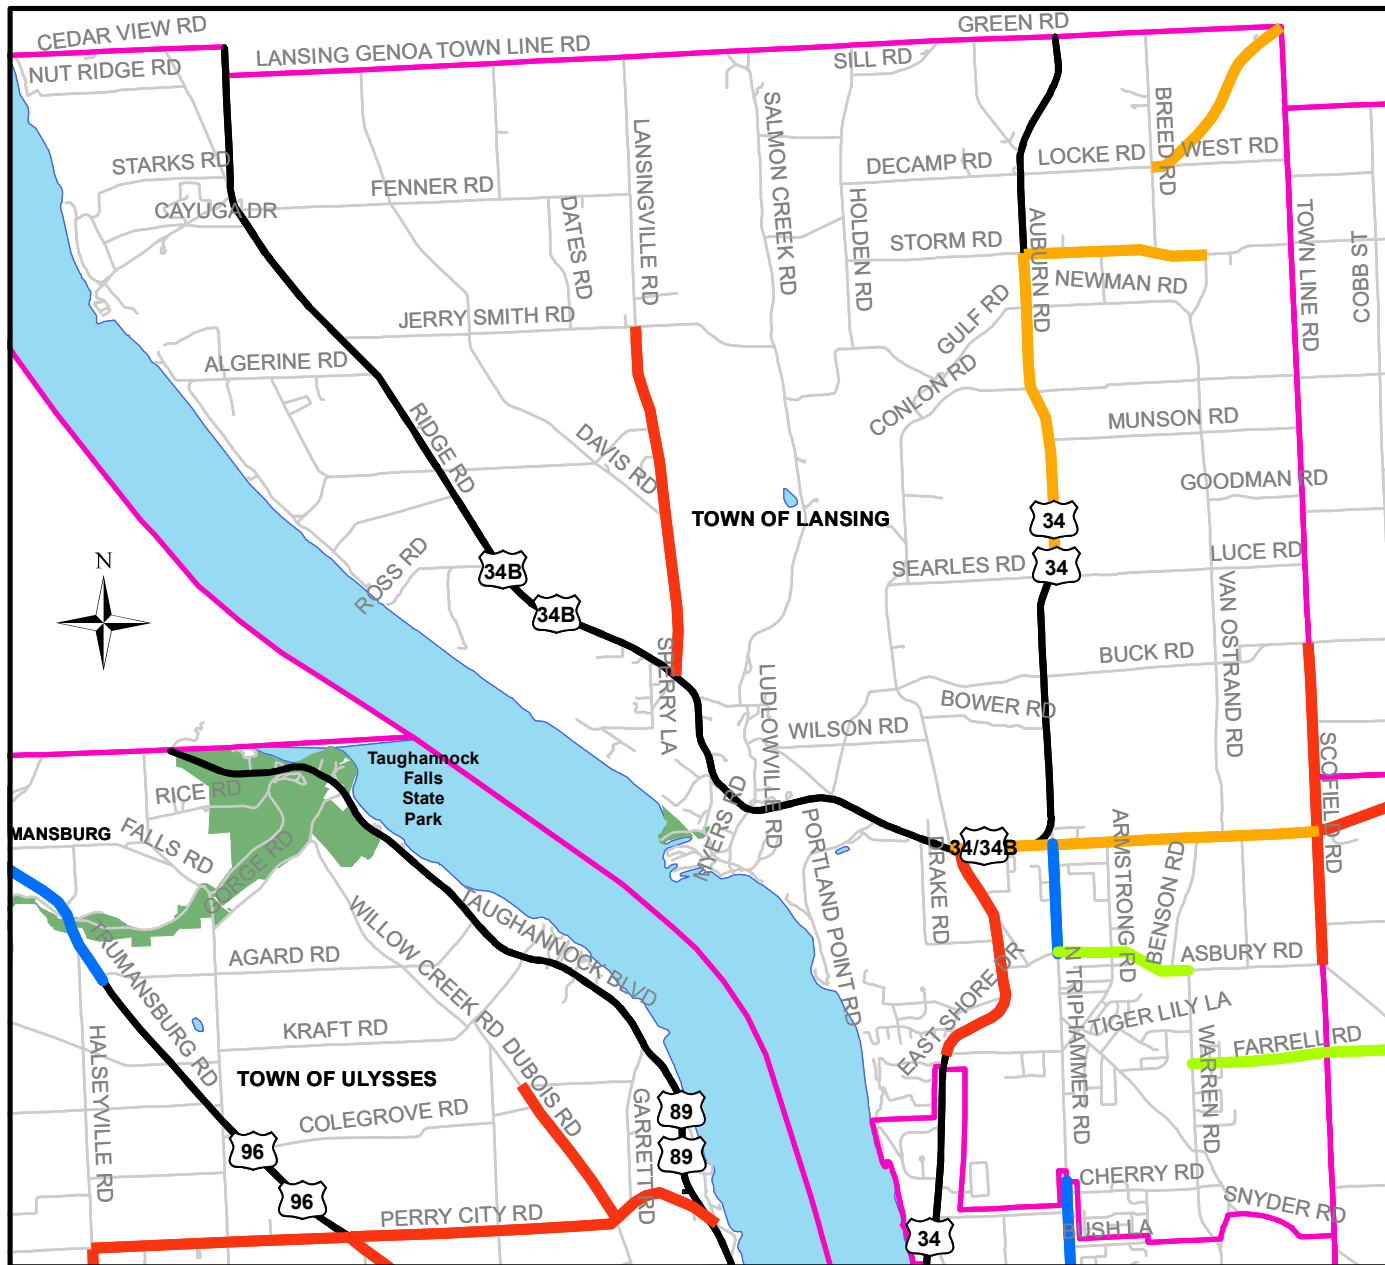 CEDAR VIEW RD
GREEN RD
LANSING GENOA TOWN LINE RD
NUT RIDGE RD
SILL RD
SALMON CREEK RD
BREED RD
LANSINGVILLE RD
STARKS RD
DECAMP RD
LOCKE RD
WEST RD
FENNER RD
CAYUGA DR
DATES RD
HOLDEN RD
AUBURN RD
TOWN LINE RD
COBB ST
STORM RD
NEWMAN RD
JERRY SMITH RD
GULF RD
ALGERINE RD
CONLON RD
RIDGE RD
DAVIS RD
MUNSON RD
GOODMAN RD
TOWN OF LANSING
34
34
N
ROSS RD
34B
34B
SEARLES RD
LUCE RD
VAN OSTRAND RD
SPERRY LA
LUDLOWVILLE RD
BUCK RD
BOWER RD
WILSON RD
SCOFIELD RD
Taughannock
Falls
State
Park
RICE RD
MANSBURG
FALLS RD
GORGE RD
MYERS RD
PORTLAND POINT RD
DRAKE RD
34/34B
ARMSTRONG RD
BENSON RD
TRUMANSBURG RD
AGARD RD
WILLOW CREEK RD
TAUGHANNOCK BLVD
EAST SHORE DR
N TRIPHAMMER RD
ASBURY RD
TIGER LILY LA
KRAFT RD
HALSEYVILLE RD
TOWN OF ULYSSES
DUBOIS RD
GARRETT RD
WARREN RD
FARRELL RD
COLEGROVE RD
89
89
96
96
PERRY CITY RD
CHERRY RD
SNYDER RD
BUSH LA
34